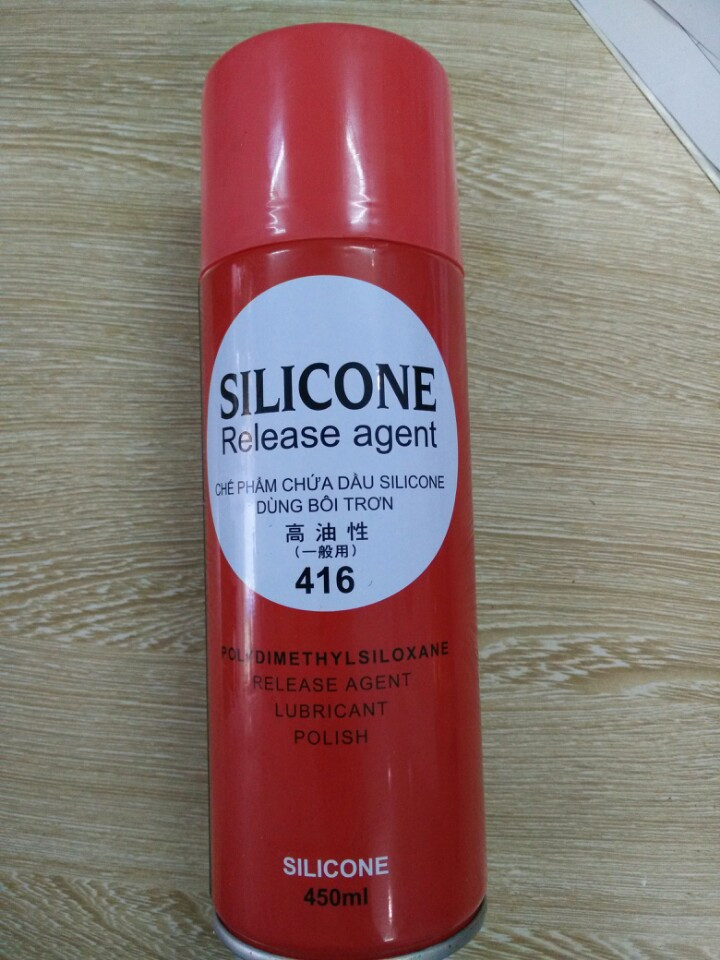 SILICONE
Release agent
CHẾ PHẨM CHỨA DẦU SILICONE
DÙNG BÔI TRƠN
高油性
(一般用)
416
POLYDIMETHYLSILOXANE
RELEASE AGENT
LUBRICANT
POLISH
SILICONE
450ml